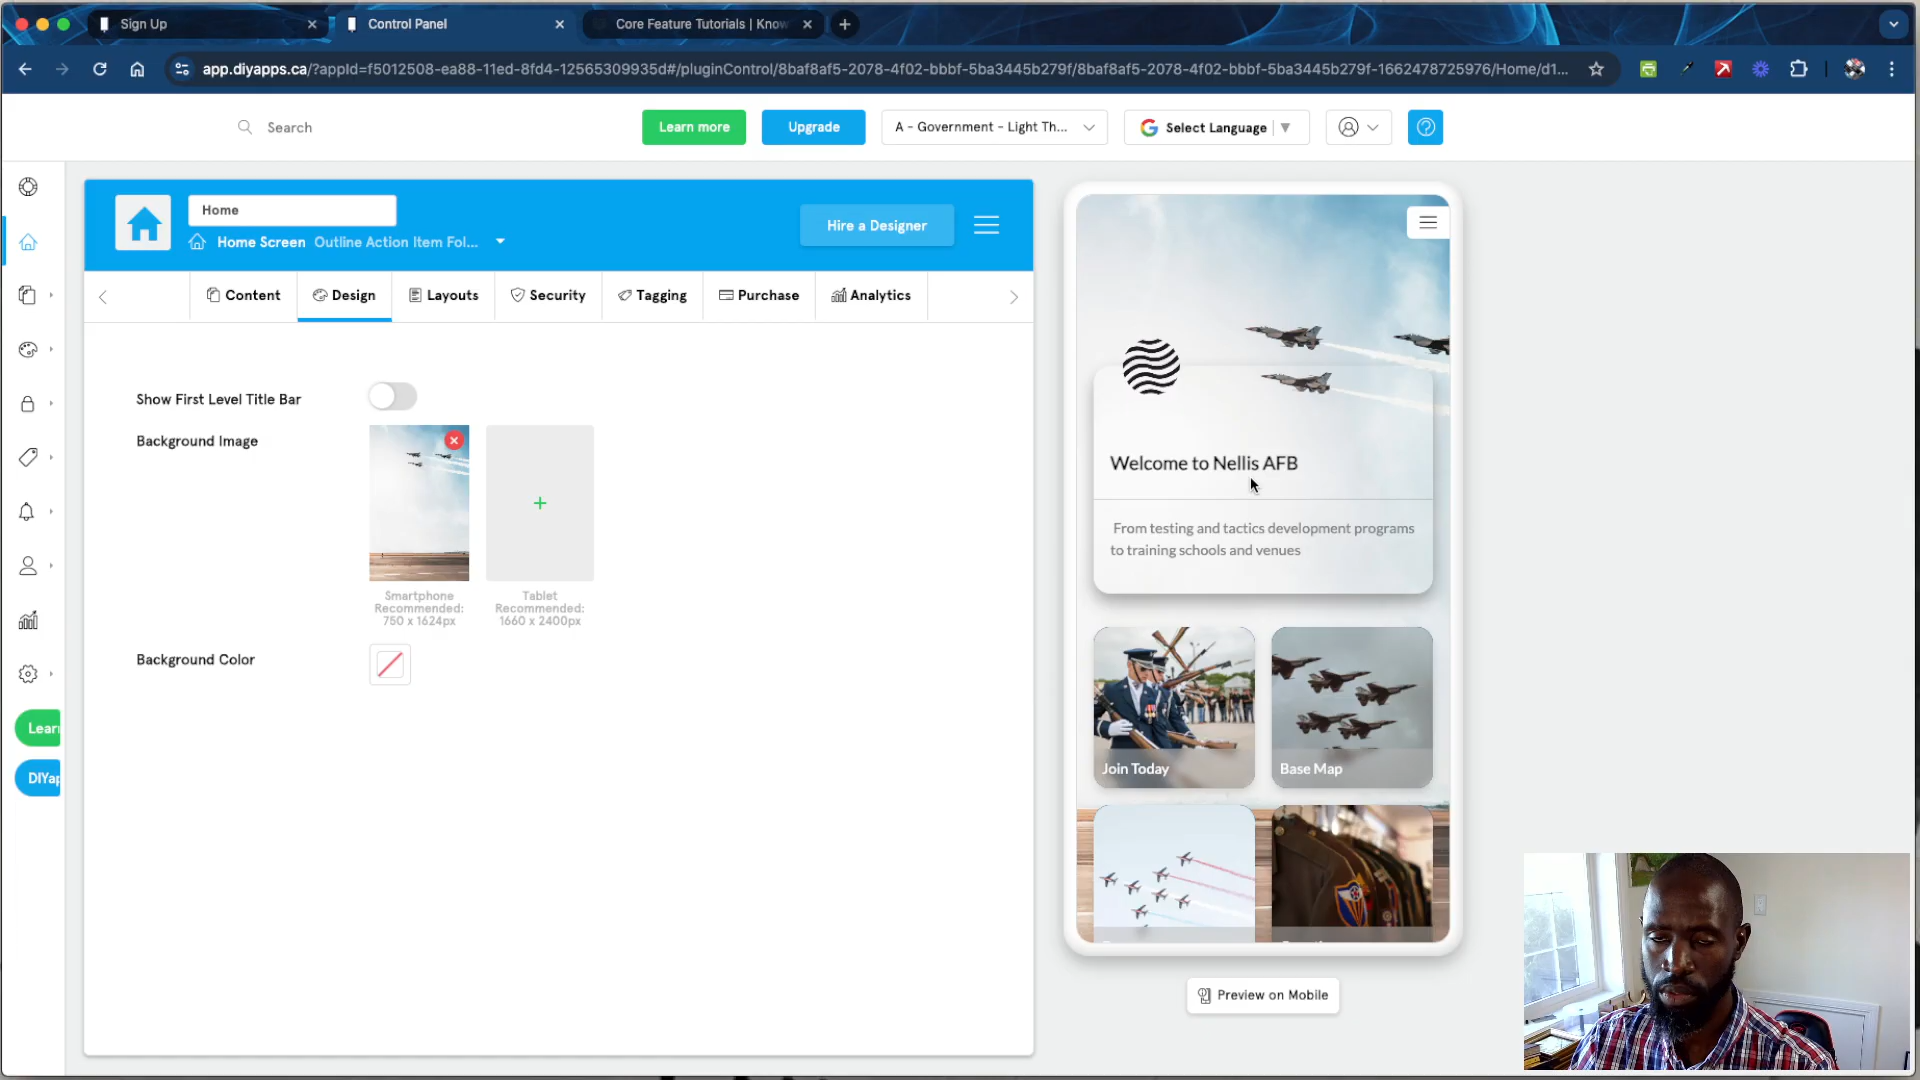 Sign Up
Control Panel
Core Feature Tutorials | Know
app.diyapps.ca/?appId=f5012508-ea88-11ed-8fd4-12565309935d#/pluginControl/8baf8af5-2078-4f02-bbbf-5ba3445b279f/8baf8af5-2078-4f02-bbbf-5ba3445b279f-1662478725976/Home/d1...
Search
Learn more
Upgrade
A - Government - Light Th...
Select Language
Home
Home Screen Outline Action Item Fol...
Hire a Designer
Content
Design
Layouts
Security
Tagging
Purchase
Analytics
Show First Level Title Bar
Background Image
Smartphone
Recommended:
750 x 1624px
Tablet
Recommended:
1660 x 2400px
Background Color
Lear
DIYap
Welcome to Nellis AFB
From testing and tactics development programs
to training schools and venues
Join Today
Base Map
Preview on Mobile